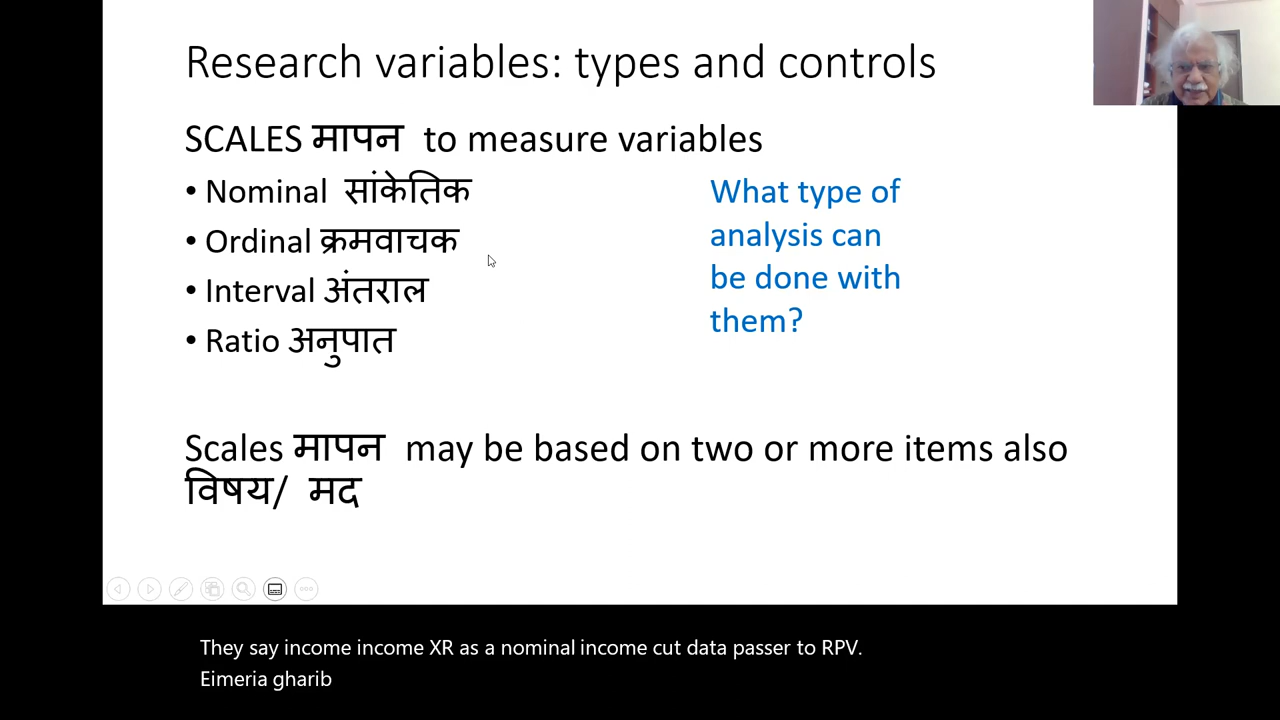 Research variables: types and controls
SCALES मापन to measure variables
• Nominal सांकेतिक
• Ordinal क्रमवाचक
• Interval अंतराल
• Ratio अनुपात
What type of
analysis can
be done with
them?
Scales मापन may be based on two or more items also
विषय/ मद
They say income income XR as a nominal income cut data passer to RPV.
Eimeria gharib